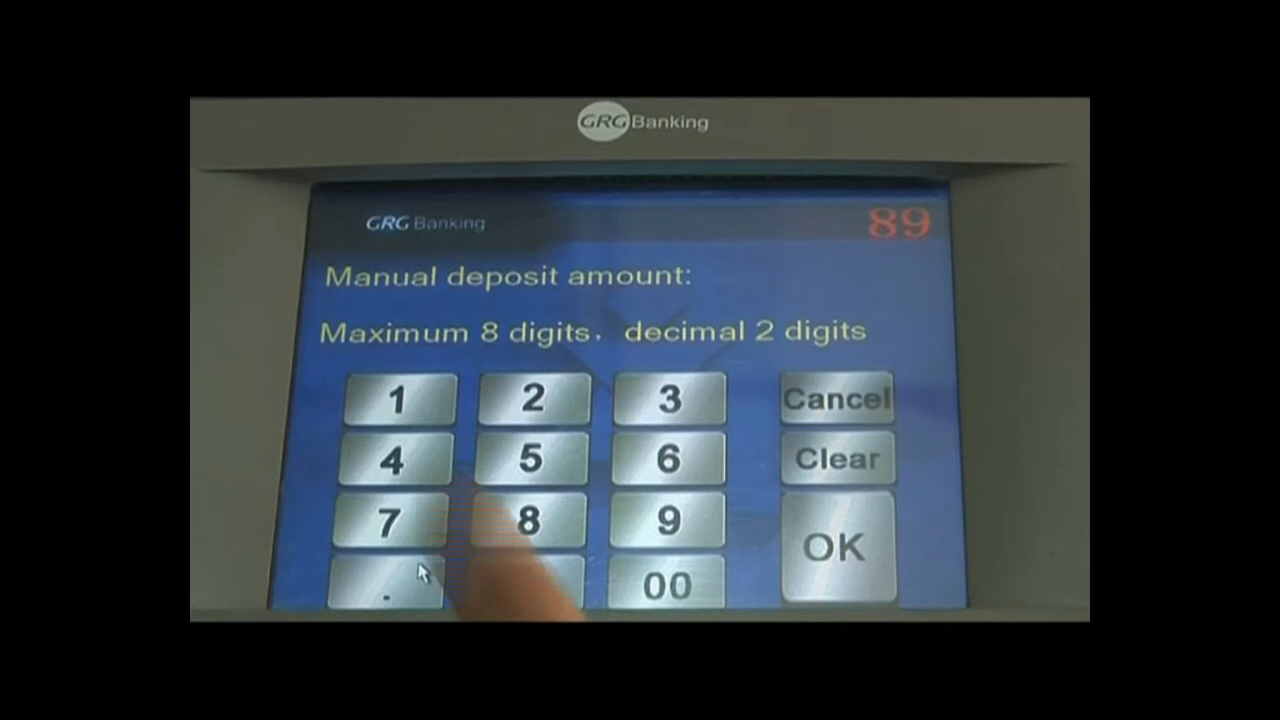 GRG Banking
GRG Banking 89
Manual deposit amount:
Maximum 8 digits, decimal 2 digits
1 2 3 Cancel
4 5 6 Clear
7 8 9 OK
. 00